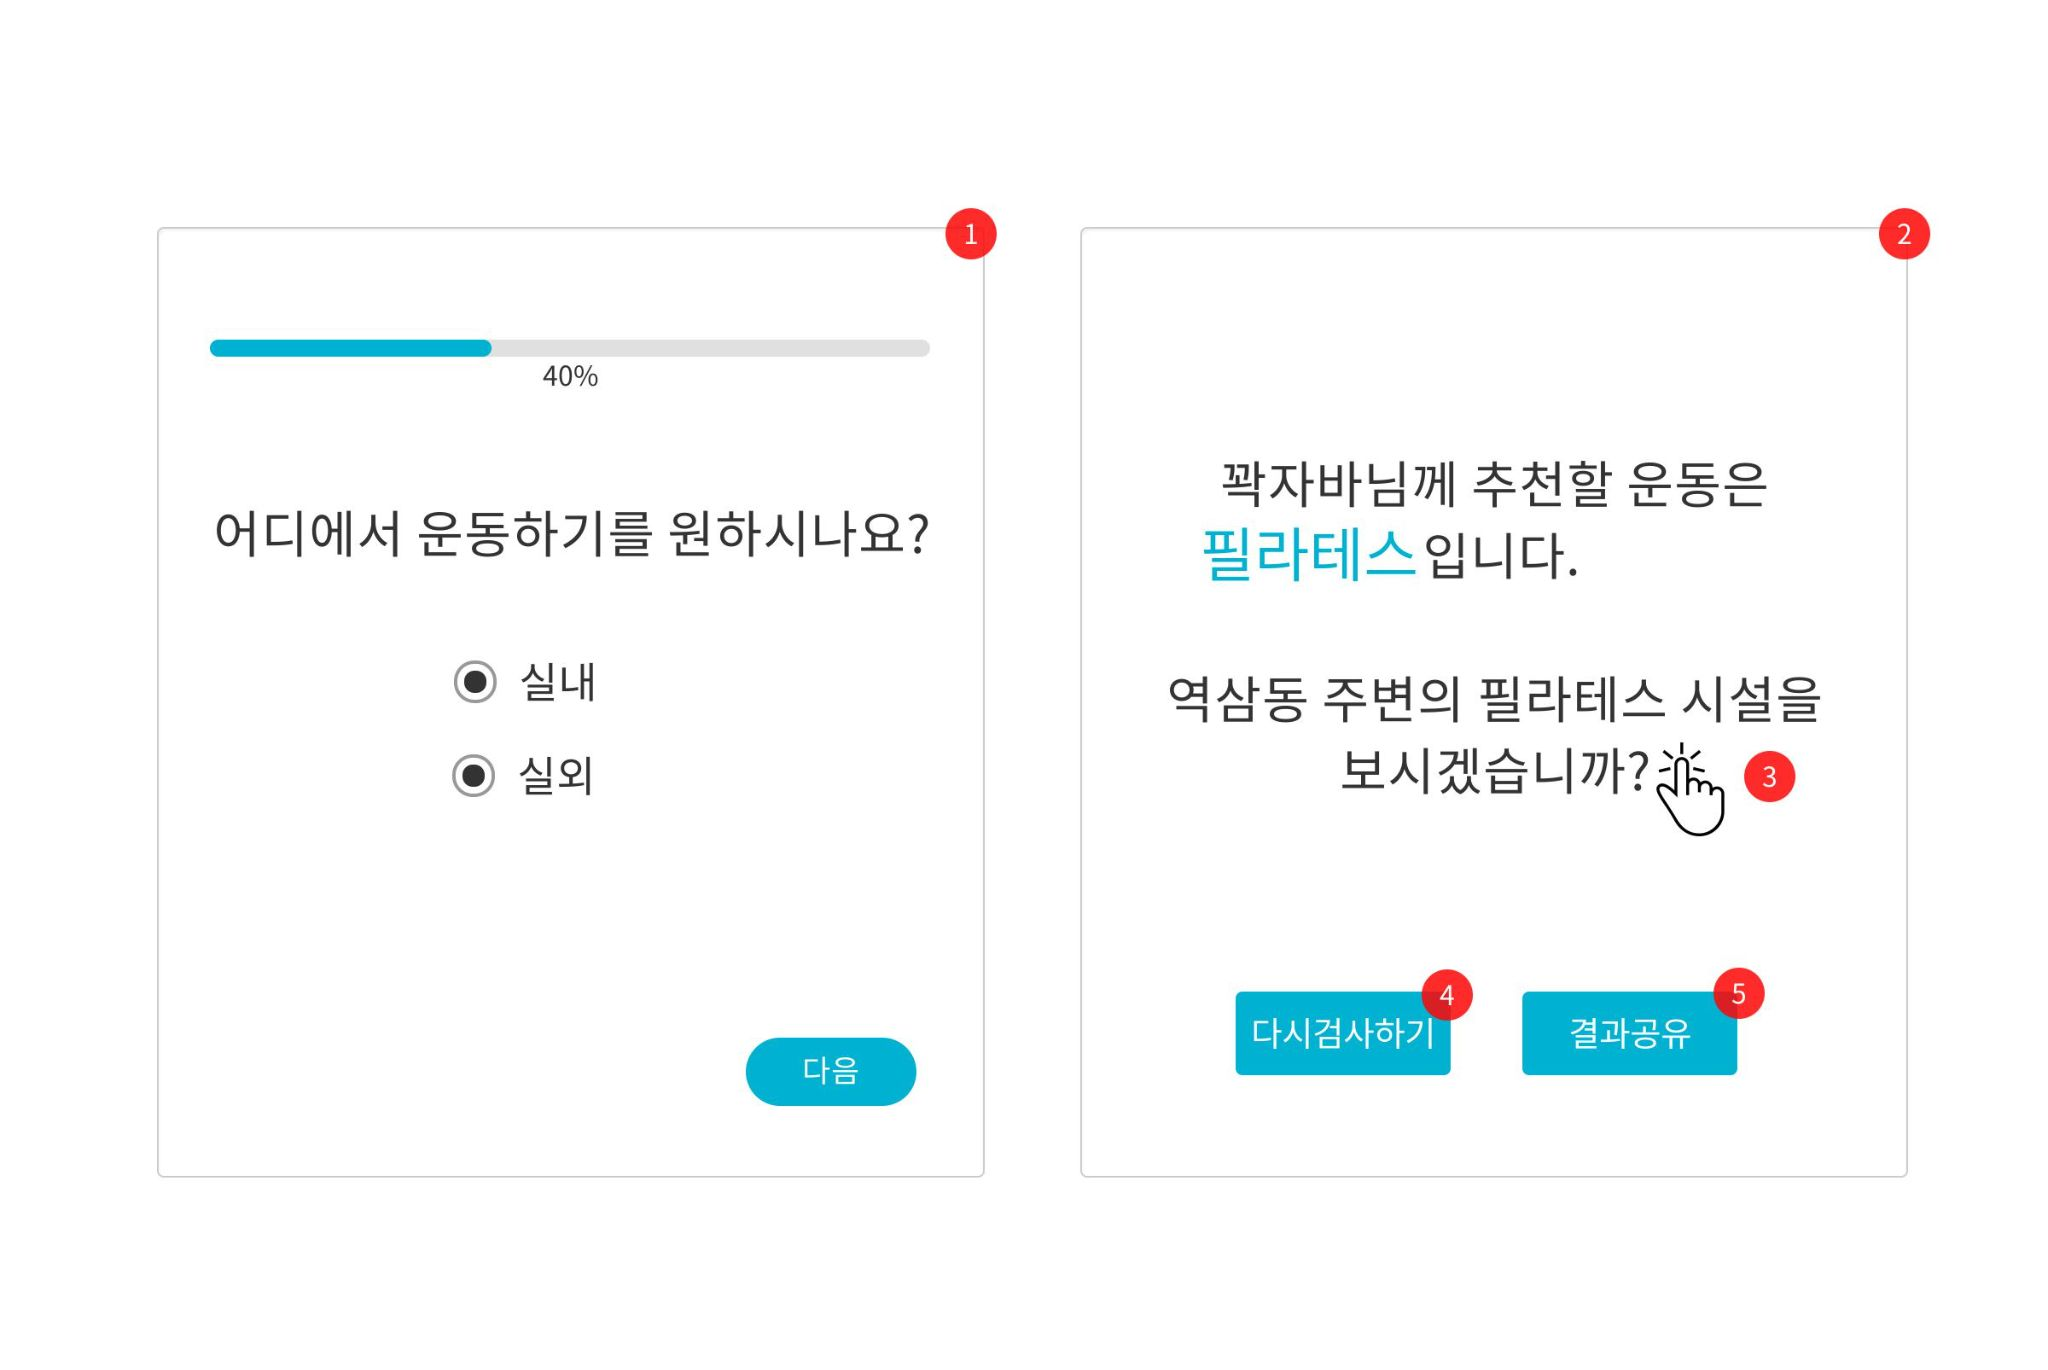 1
40%
어디에서 운동하기를 원하시나요?
실내
실외
다음
2
꽉자바님께 추천할 운동은
필라테스입니다.
역삼동 주변의 필라테스 시설을
보시겠습니까?
3
4
다시검사하기
5
결과공유